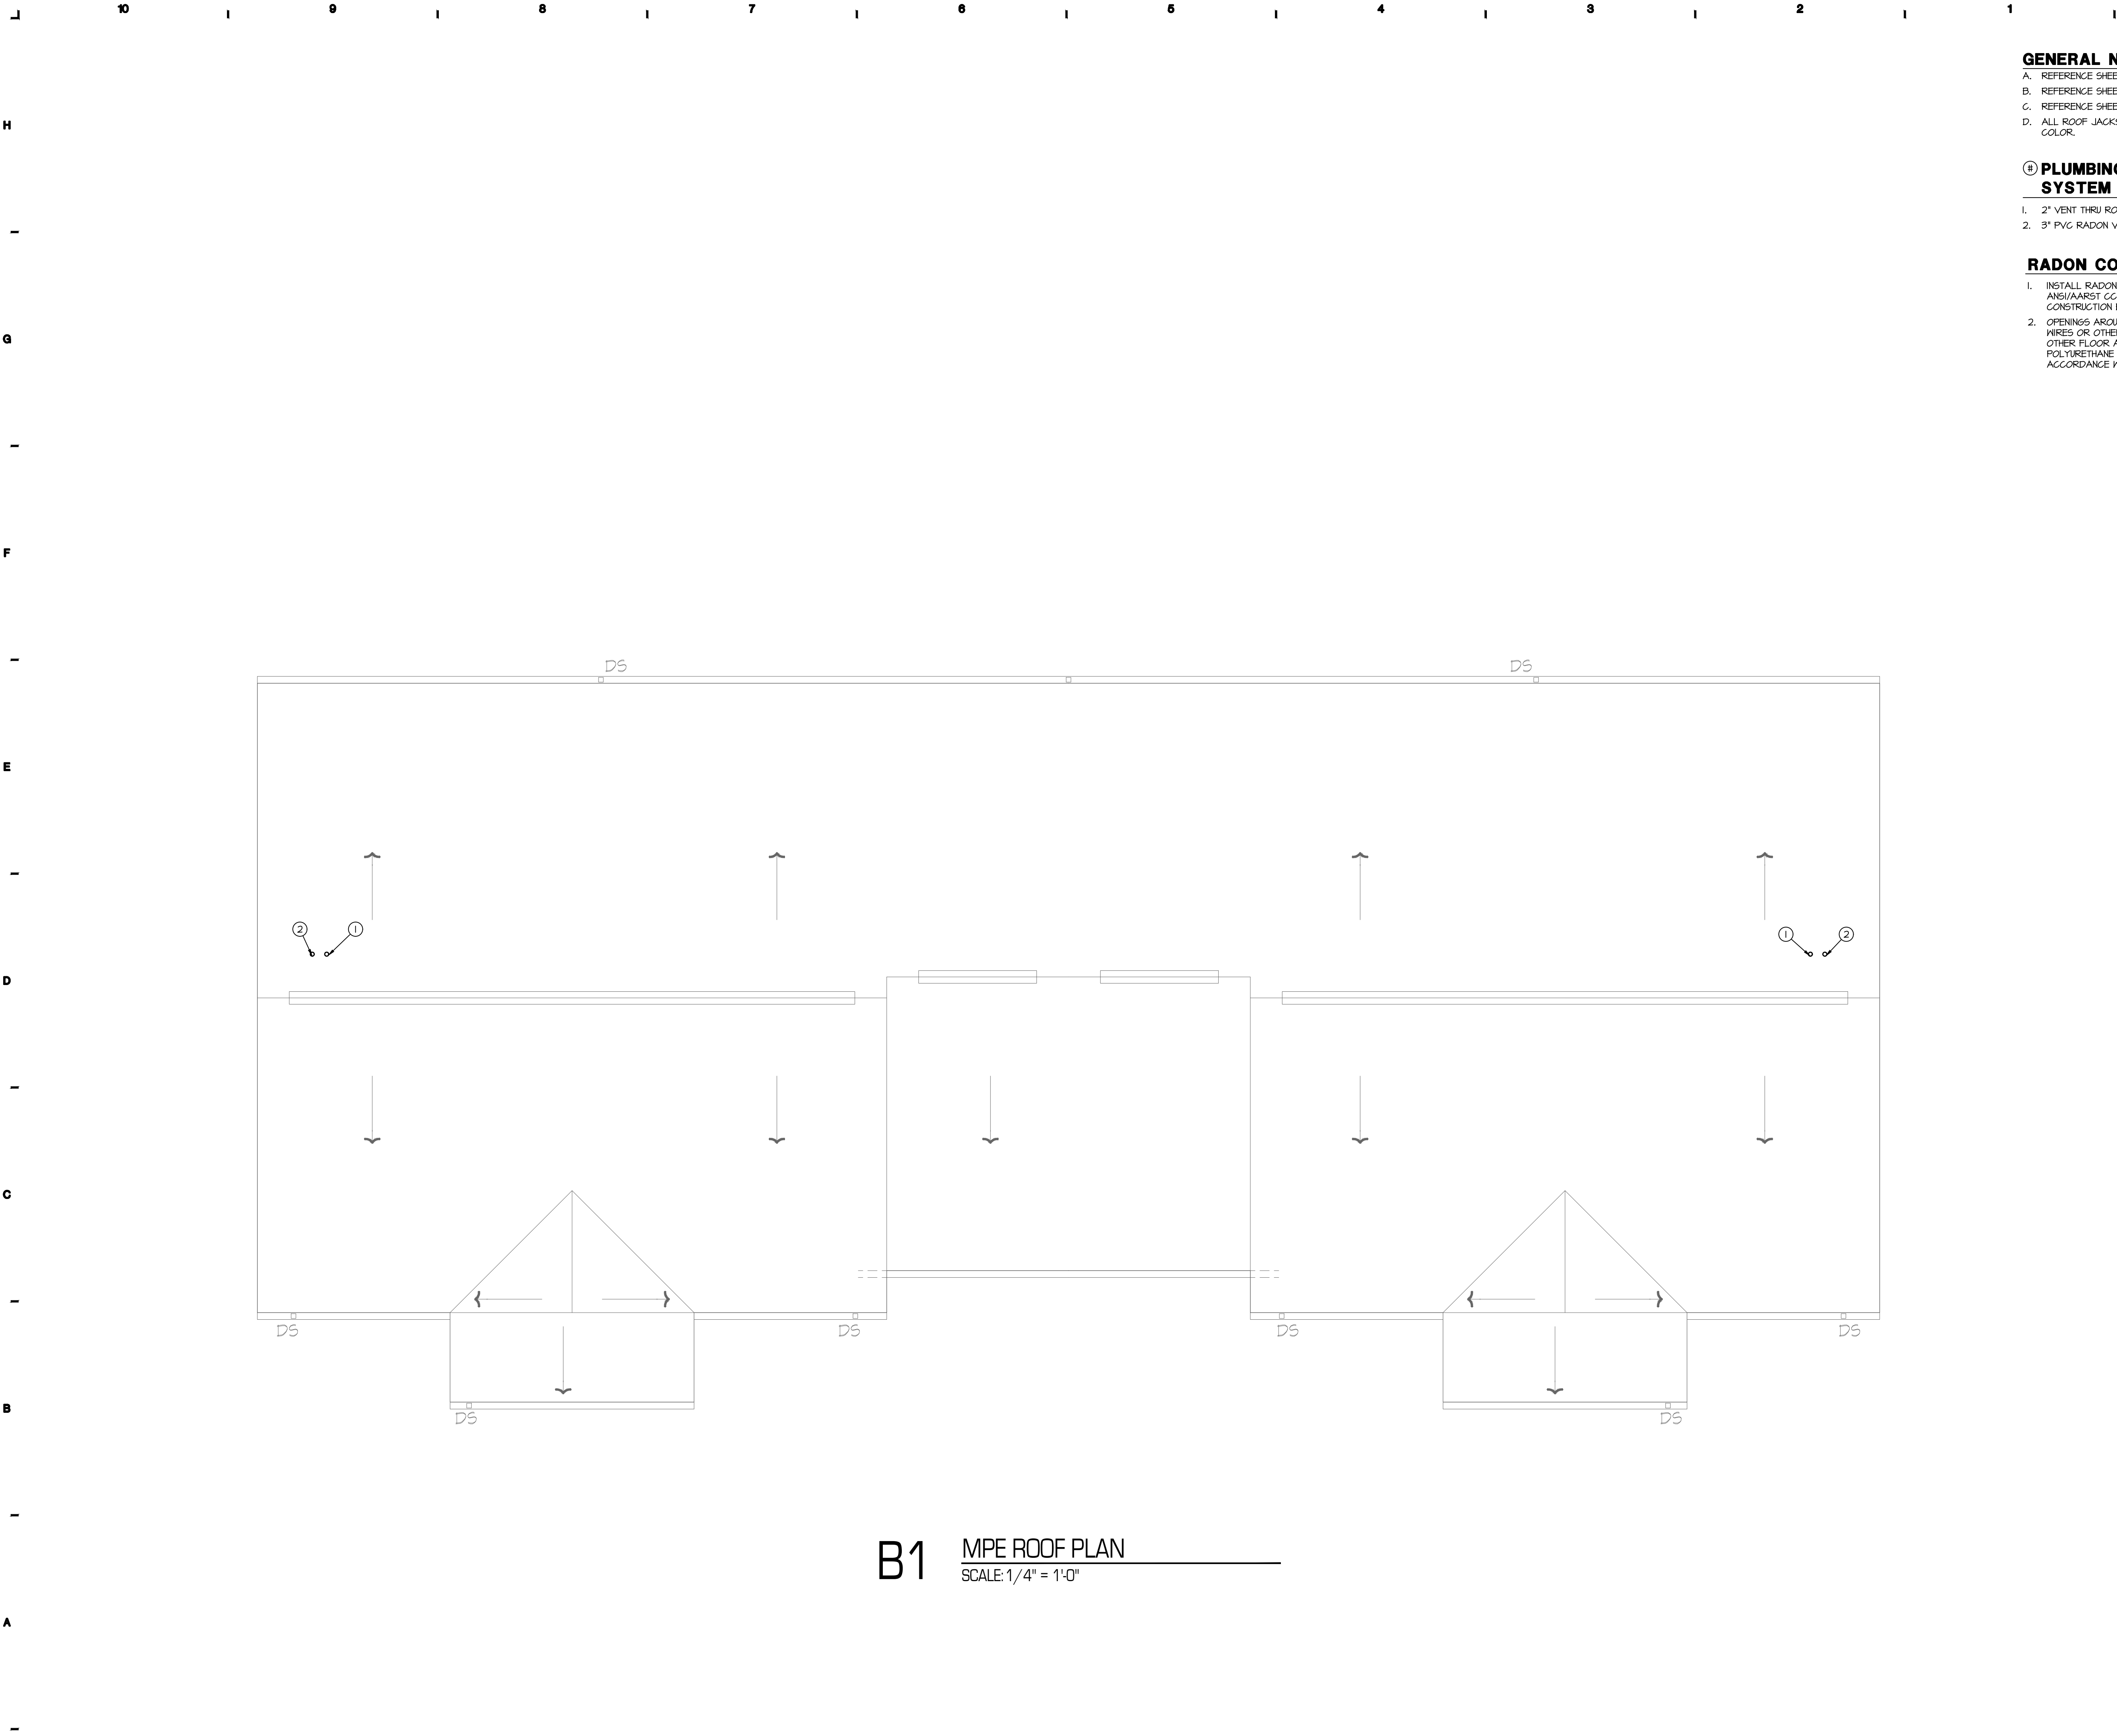 10 9 8 7 6 5 4 3 2 1
GENERAL N
A. REFERENCE SHEE
B. REFERENCE SHEE
C. REFERENCE SHEE
D. ALL ROOF JACKS
COLOR.
H
# PLUMBING
SYSTEM
1. 2" VENT THRU RO
2. 3" PVC RADON V
RADON CO
1. INSTALL RADON
ANSI/AARST CC
CONSTRUCTION
2. OPENINGS AROU
WIRES OR OTHE
OTHER FLOOR A
POLYURETHANE
ACCORDANCE W
G
F
DS DS
E
2 1 1 2
D
C
DS DS DS DS
B
DS DS
B1 MPE ROOF PLAN
SCALE: 1/4" = 1'-0"
A